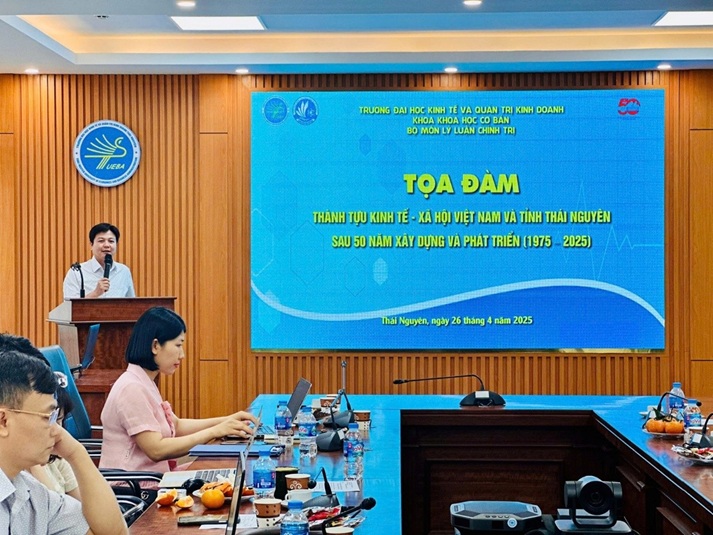 TRƯỜNG ĐẠI HỌC KINH TẾ VÀ QUẢN TRỊ KINH DOANH
KHOA KHOA HỌC CƠ BẢN
BỘ MÔN LÝ LUẬN CHÍNH TRỊ
50
TỌA ĐÀM
THÀNH TỰU KINH TẾ - XÃ HỘI VIỆT NAM VÀ TỈNH THÁI NGUYÊN
SAU 50 NĂM XÂY DỰNG VÀ PHÁT TRIỂN (1975 - 2025)
Thái Nguyên, ngày 26 tháng 4 năm 2025
TUEBA